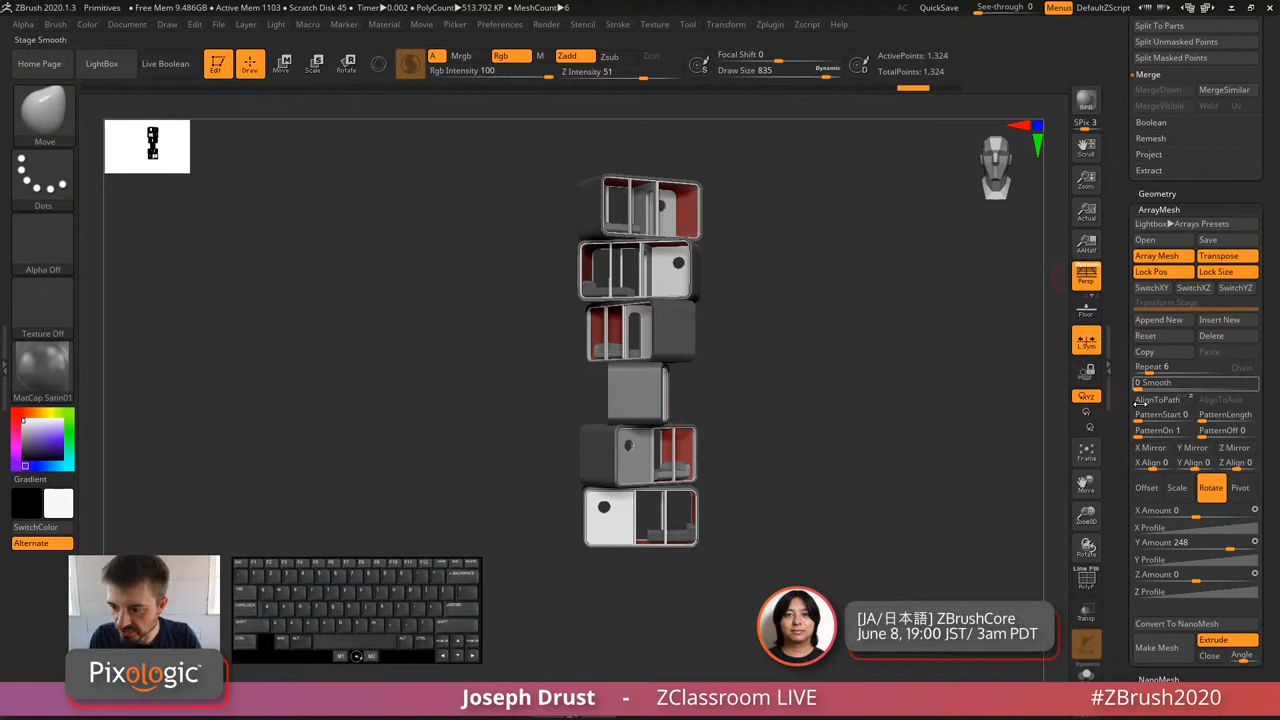 ZBrush 2020.1.3 Primitives • Free Mem 9.486GB • Active Mem 1103 • Scratch Disk 45 • Timer▶0.002 • PolyCount▶513.792 KP • MeshCount▶6 AC QuickSave See-through 0 Menus DefaultZScript
Alpha Brush Color Document Draw Edit File Layer Light Macro Marker Material Movie Picker Preferences Render Stencil Stroke Texture Tool Transform Zplugin Zscript Help
Stage Smooth
Home Page LightBox Live Boolean Edit Draw Move Scale Rotate
A Mrgb Rgb M Zadd Zsub Zcut
Rgb Intensity 100 Z Intensity 51
Focal Shift 0
Draw Size 835 Dynamic
ActivePoints: 1,324
TotalPoints: 1,324
Move
Dots
Alpha Off
Texture Off
MatCap Satin01
Gradient
SwitchColor
Alternate
BPR
SPix 3
Scroll
Zoom
Actual
AAHalf
Dynamic
Persp
Floor
L.Sym
XYZ
Frame
Move
Zoom3D
Rotate
Line Fill
PolyF
Transp
Dynamic
Split To Parts
Split Unmasked Points
Split Masked Points
Merge
MergeDown MergeSimilar
MergeVisible Weld Uv
Boolean
Remesh
Project
Extract
Geometry
ArrayMesh
Lightbox▶Arrays Presets
Open Save
Array Mesh Transpose
Lock Pos Lock Size
SwitchXY SwitchXZ SwitchYZ
Transform Stage
Append New Insert New
Reset Delete
Copy Paste
Repeat 6 Chain
0 Smooth
AlignToPath AlignToAxis
PatternStart 0 PatternLength
PatternOn 1 PatternOff 0
X Mirror Y Mirror Z Mirror
X Align 0 Y Align 0 Z Align 0
Offset Scale Rotate Pivot
X Amount 0
X Profile
Y Amount 248
Y Profile
Z Amount 0
Z Profile
Convert To NanoMesh
Make Mesh Extrude
Close Angle
NanoMesh
[JA/日本語] ZBrushCore
June 8, 19:00 JST/ 3am PDT
Pixologic™
Joseph Drust - ZClassroom LIVE #ZBrush2020